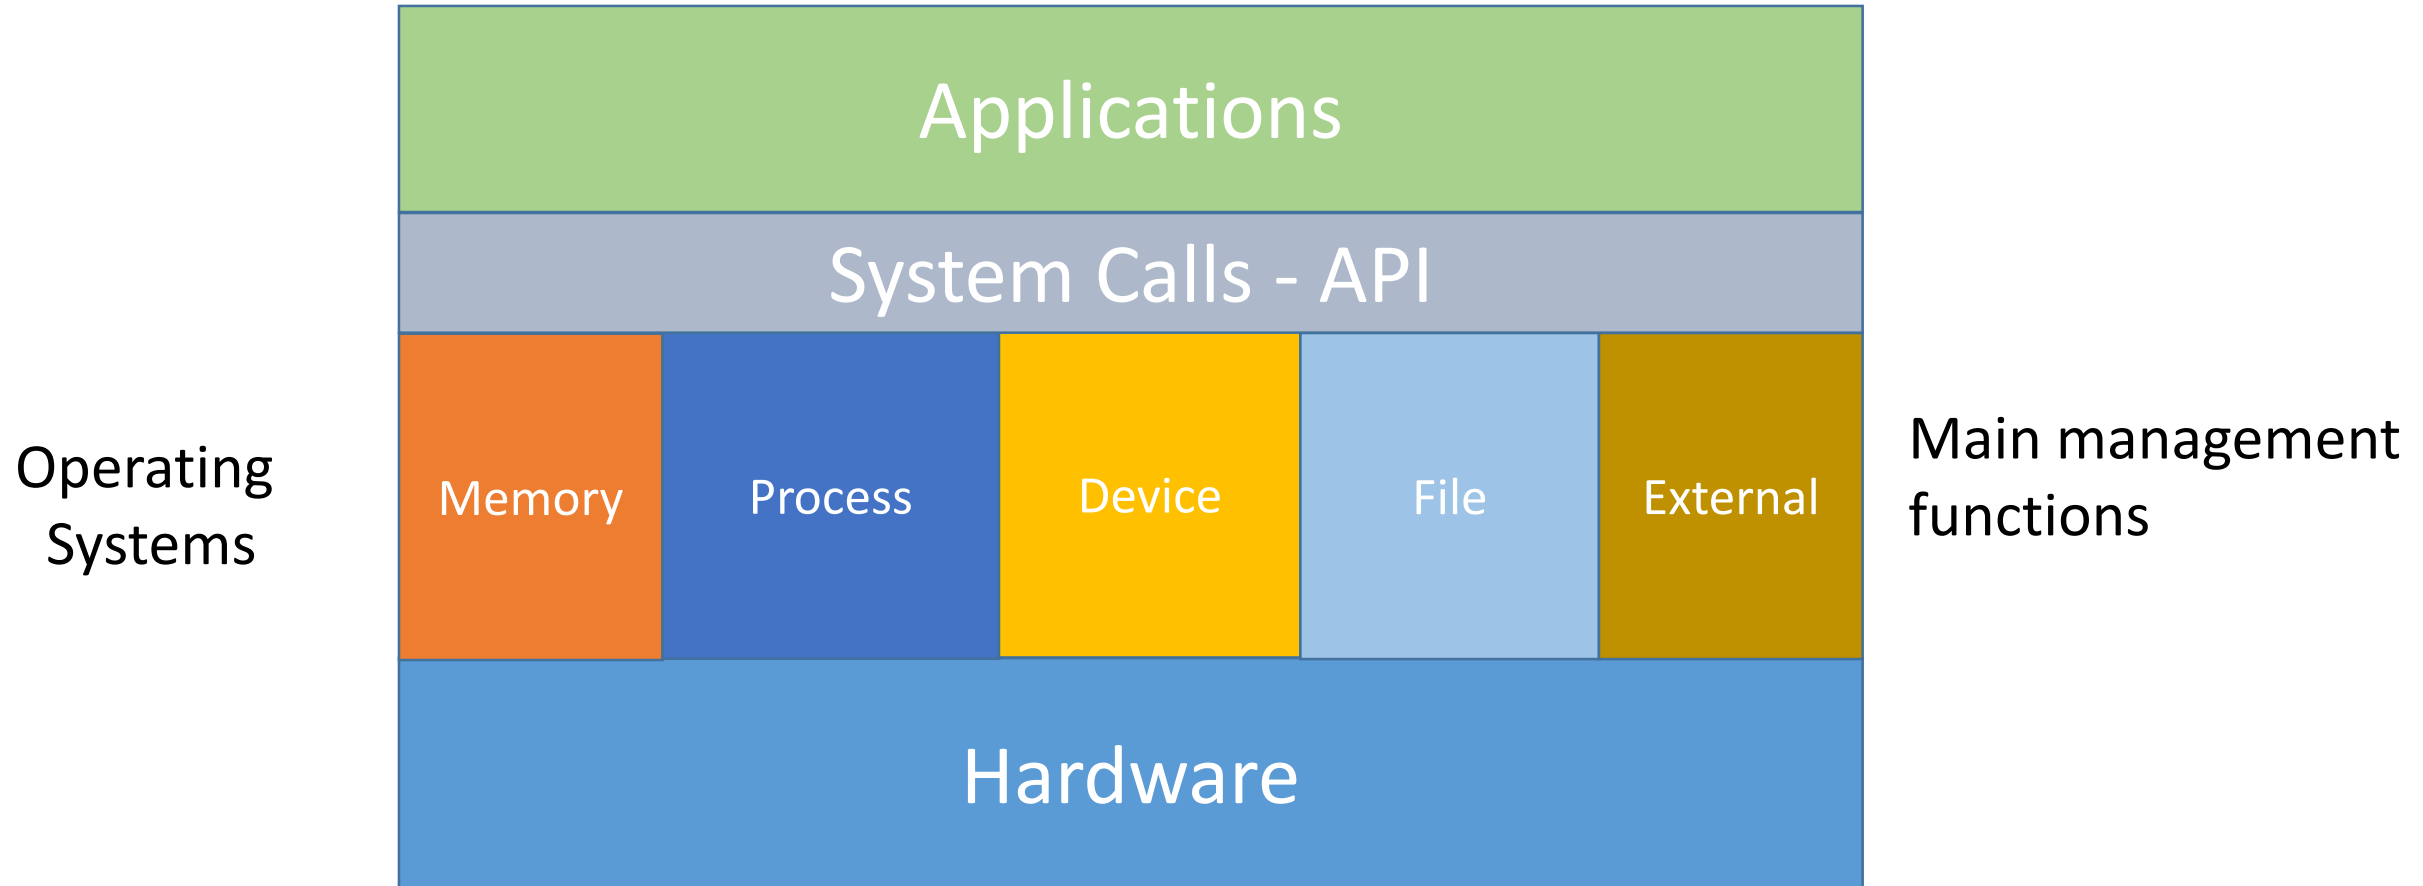 Applications
System Calls - API
Operating
Systems
Memory
Process
Device
File
External
Main management
functions
Hardware